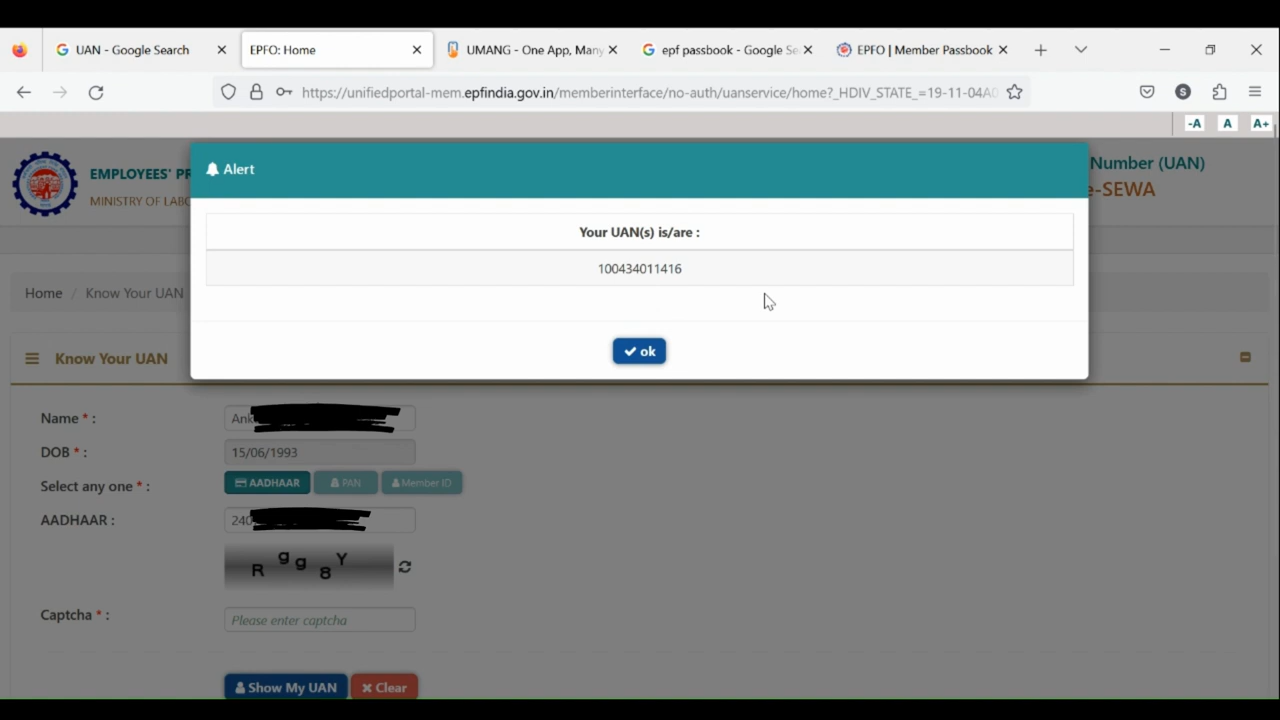 UAN - Google Search
EPFO: Home
UMANG - One App, Many
epf passbook - Google Se
EPFO | Member Passbook
S
https://unifiedportal-mem.epfindia.gov.in/memberinterface/no-auth/uanservice/home?_HDIV_STATE_=19-11-04A0
-A A A+
EMPLOYEES' PR
Number (UAN)
MINISTRY OF LABO
e-SEWA
Alert
Your UAN(s) is/are :
100434011416
ok
Home / Know Your UAN
Know Your UAN
Name * : Ank
DOB * : 15/06/1993
Select any one * : AADHAAR PAN Member ID
AADHAAR : 240
R g g 8 Y
Captcha * : Please enter captcha
Show My UAN Clear